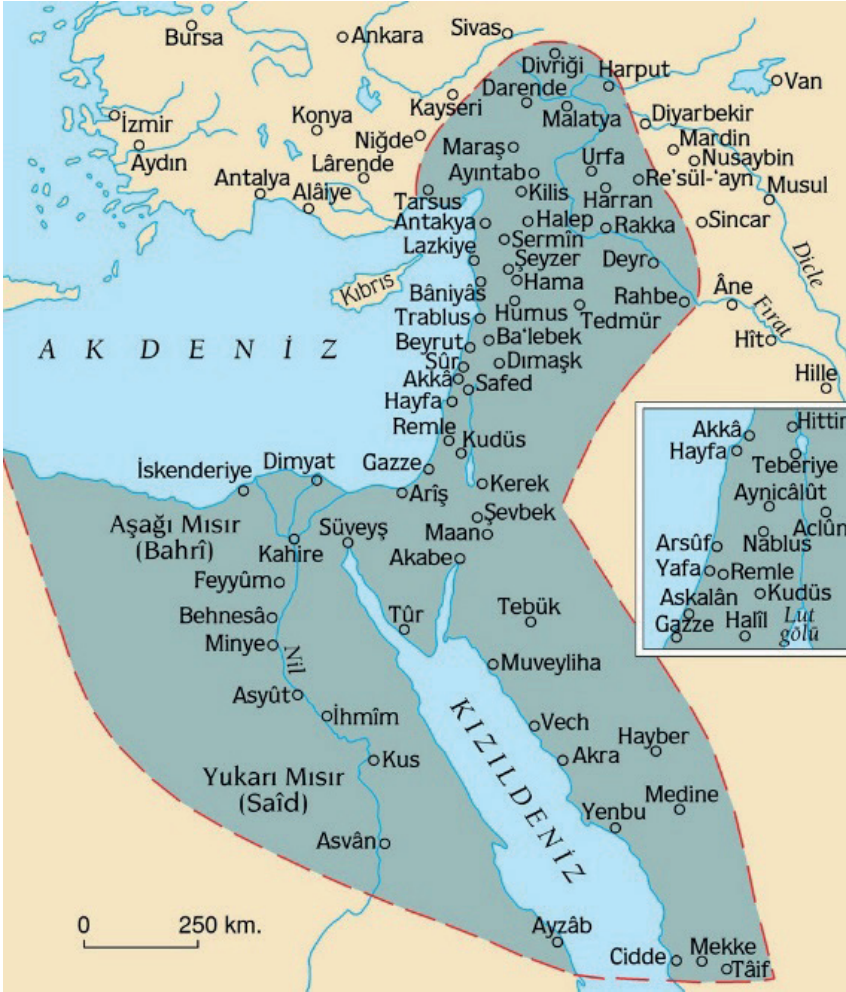 Bursa
Ankara
Sivas
Divriği
Harput
Van
Darende
Kayseri
Malatya
İzmir
Konya
Diyarbekir
Aydın
Niğde
Maraş
Mardin
Urfa
Nusaybin
Lârende
Ayıntab
Re'sül-'ayn
Antalya
Alâiye
Tarsus
Kilis
Harran
Musul
Antakya
Halep
Rakka
Sincar
Lazkiye
Sermîn
Dicle
Şeyzer
Deyr
Kıbrıs
Hama
Bâniyâs
Humus
Rahbe
Âne
Trablus
Tedmür
Fırat
AKDENİZ
Beyrut
Ba'lebek
Hît
Sûr
Dımaşk
Akkâ
Safed
Hille
Hayfa
Remle
Kudüs
İskenderiye
Dimyat
Gazze
Arîş
Kerek
Aşağı Mısır
(Bahrî)
Süveyş
Şevbek
Maan
Kahire
Akabe
Feyyûm
Behnesâ
Tûr
Tebük
Minye
Nil
Muveyliha
Asyût
İhmîm
KIZILDENİZ
Vech
Hayber
Kus
Akra
Yukarı Mısır
(Saîd)
Medine
Yenbu
Asvân
0 250 km.
Ayzâb
Cidde
Mekke
Tâif
Akkâ
Hittin
Hayfa
Teberiye
Aynicâlût
Aclûn
Nablus
Arsûf
Yafa
Remle
Kudüs
Askalân
Gazze
Halîl
Lut
gölü